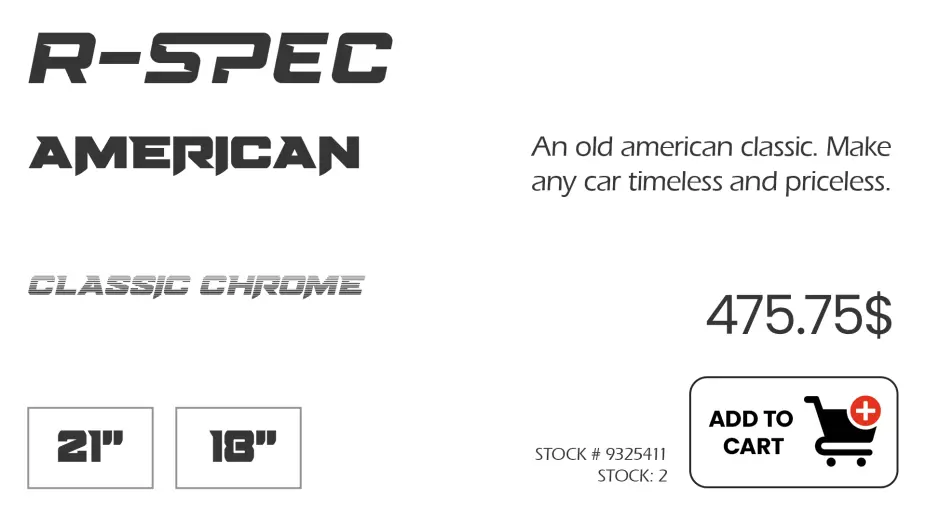 R-SPEC
AMERICAN
An old american classic. Make
any car timeless and priceless.
CLASSIC CHROME
475.75$
21"
18"
STOCK # 9325411
STOCK: 2
ADD TO
CART